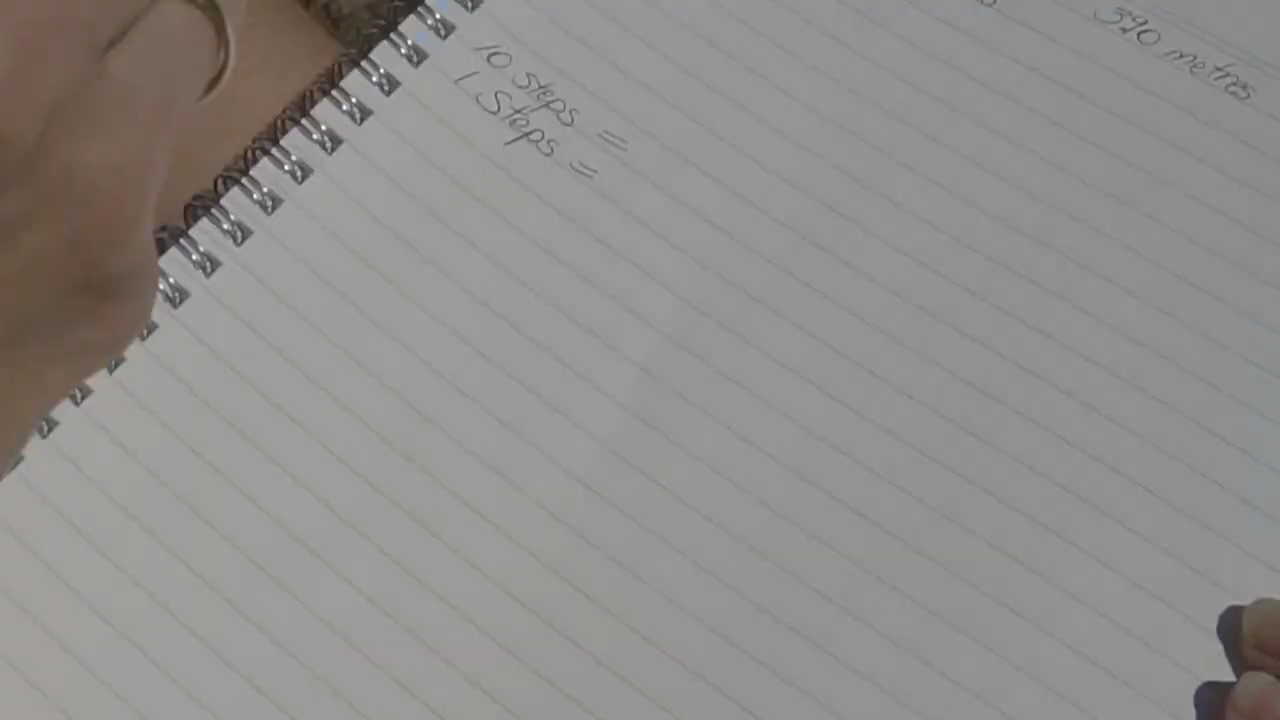 590 metres
10 steps =
1 Steps =